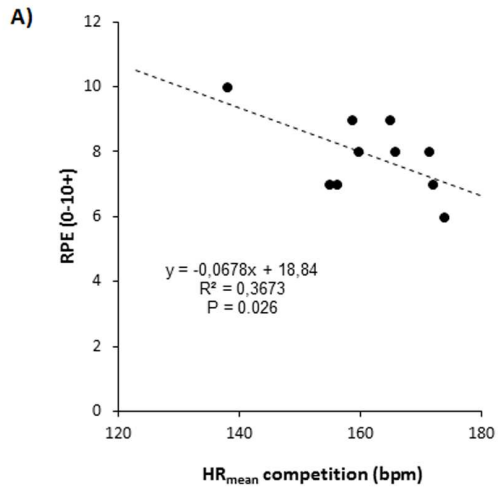 A)
12
10
8
6
4
2
0
RPE (0-10+)
y = -0,0678x + 18,84
R² = 0,3673
P = 0.026
120 140 160 180
HRmean competition (bpm)